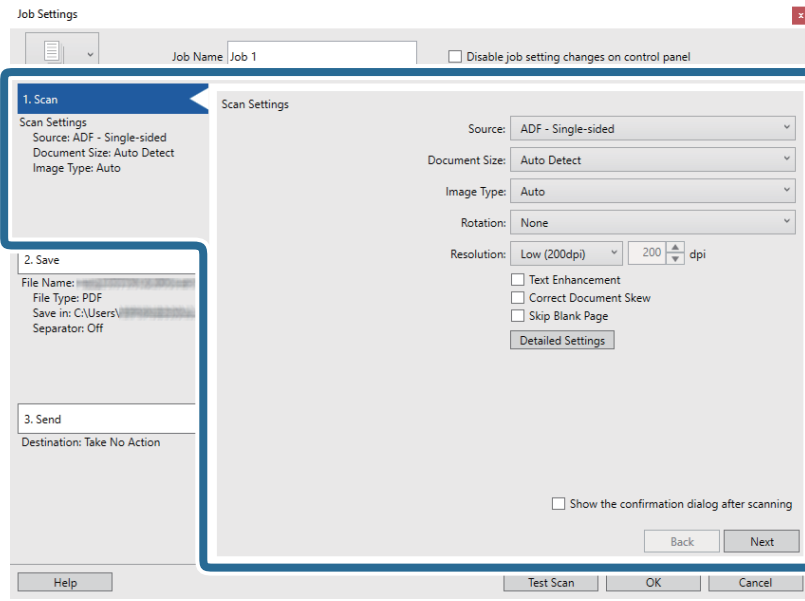 Job Settings
x
Job Name Job 1
Disable job setting changes on control panel
1. Scan
Scan Settings
Source: ADF - Single-sided
Document Size: Auto Detect
Image Type: Auto
2. Save
File Name:
File Type: PDF
Save in: C:\Users\
Separator: Off
3. Send
Destination: Take No Action
Scan Settings
Source: ADF - Single-sided
Document Size: Auto Detect
Image Type: Auto
Rotation: None
Resolution: Low (200dpi) 200 dpi
Text Enhancement
Correct Document Skew
Skip Blank Page
Detailed Settings
Show the confirmation dialog after scanning
Back Next
Help Test Scan OK Cancel